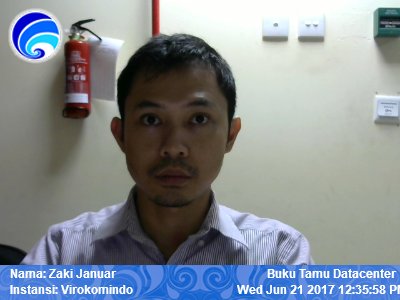 Nama: Zaki Januar
Buku Tamu Datacenter
Instansi: Virokomindo
Wed Jun 21 2017 12:35:58 PM